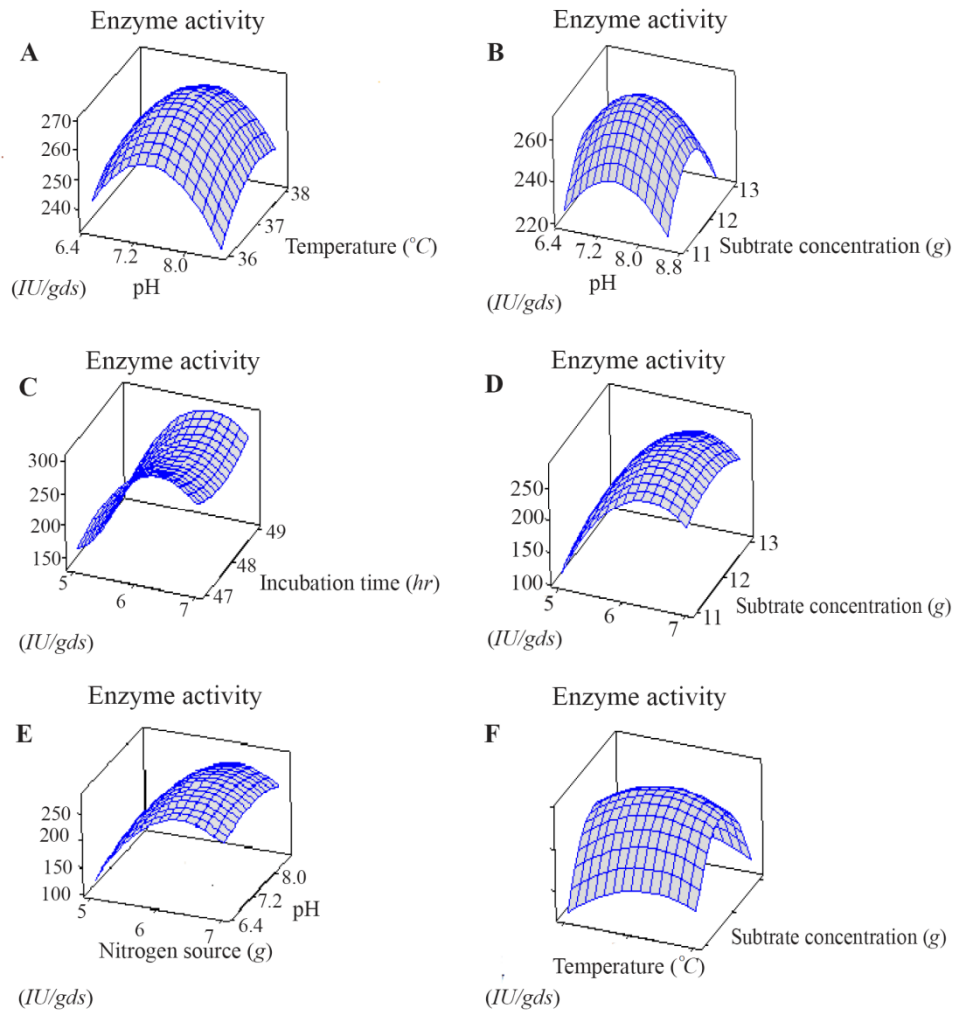 Enzyme activity
A
270
260
250
240
6.4
7.2
8.0
36
37
38
Temperature (°C)
pH
(IU/gds)
Enzyme activity
B
260
240
220
6.4
7.2
8.0
8.8
11
12
13
Subtrate concentration (g)
pH
(IU/gds)
Enzyme activity
C
300
250
200
150
5
6
7
47
48
49
Incubation time (hr)
(IU/gds)
Enzyme activity
D
250
200
150
100
5
6
7
11
12
13
Subtrate concentration (g)
(IU/gds)
Enzyme activity
E
250
200
150
100
5
6
7
6.4
7.2
8.0
pH
Nitrogen source (g)
(IU/gds)
Enzyme activity
F
Subtrate concentration (g)
Temperature (°C)
(IU/gds)